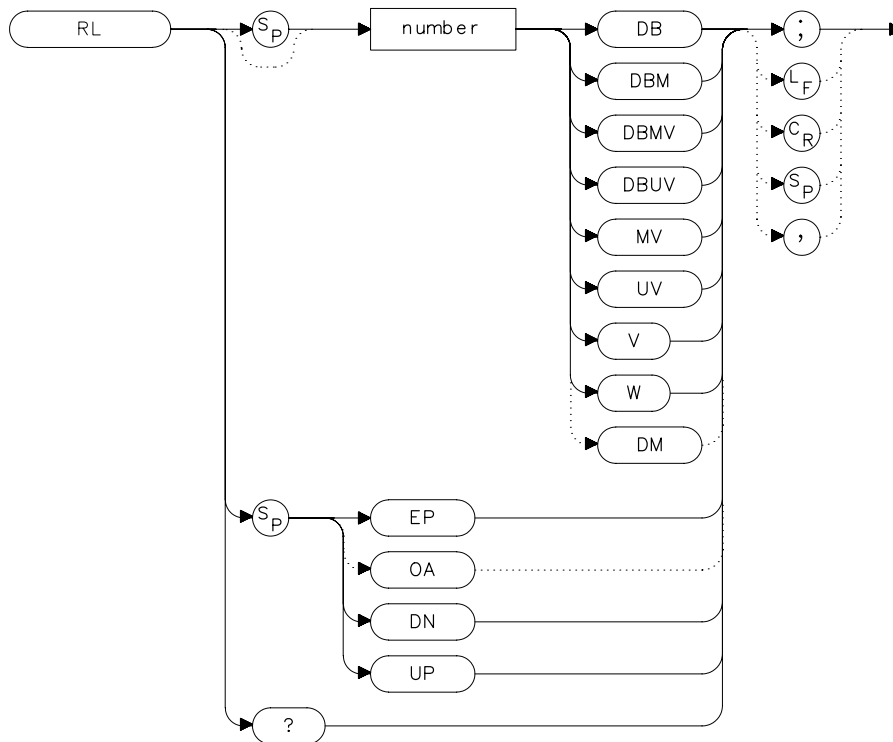 RL SP number DB ;
DBM LF
DBMV CR
DBUV SP
MV ,
UV
V
W
DM
SP EP
OA
DN
UP
?